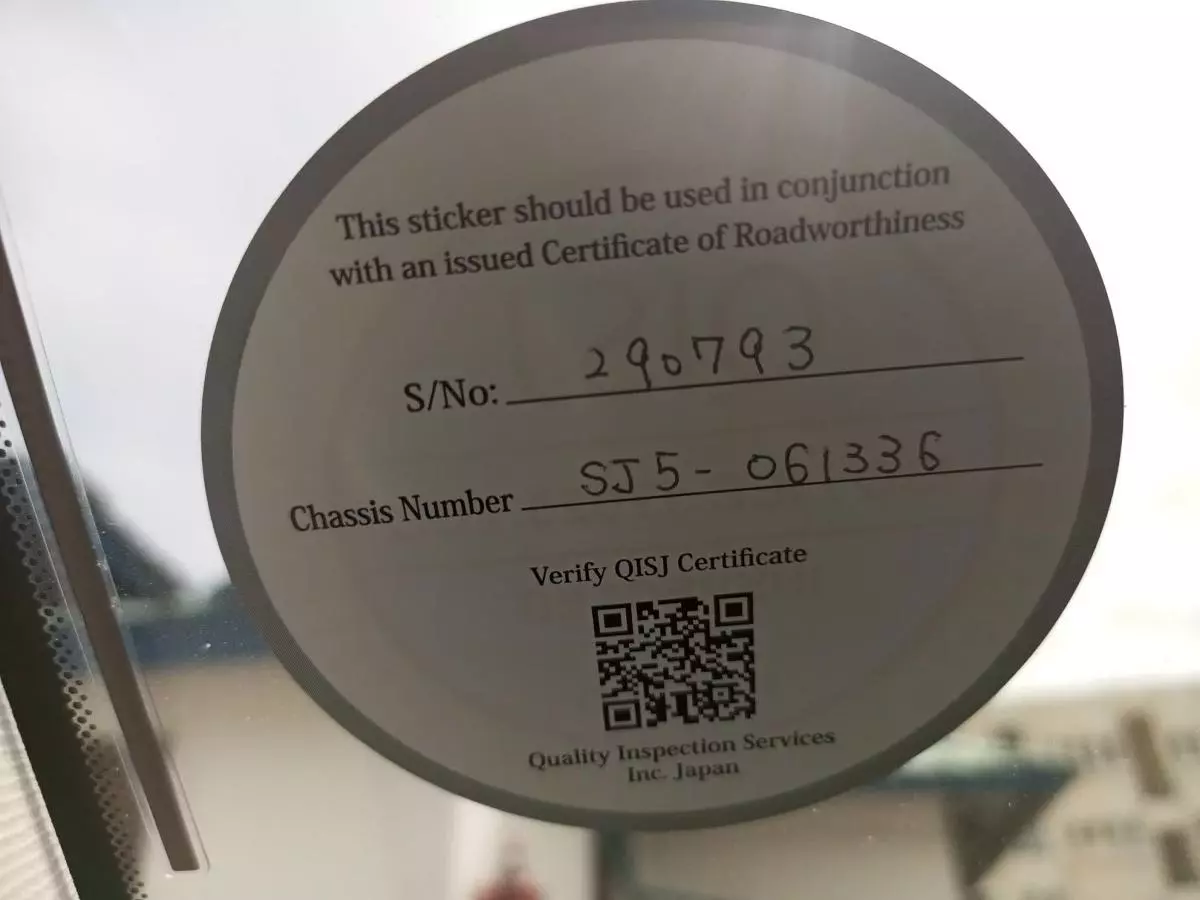 This sticker should be used in conjunction
with an issued Certificate of Roadworthiness
S/No: 290793
Chassis Number SJ5-061336
Verify QISJ Certificate
Quality Inspection Services
Inc. Japan